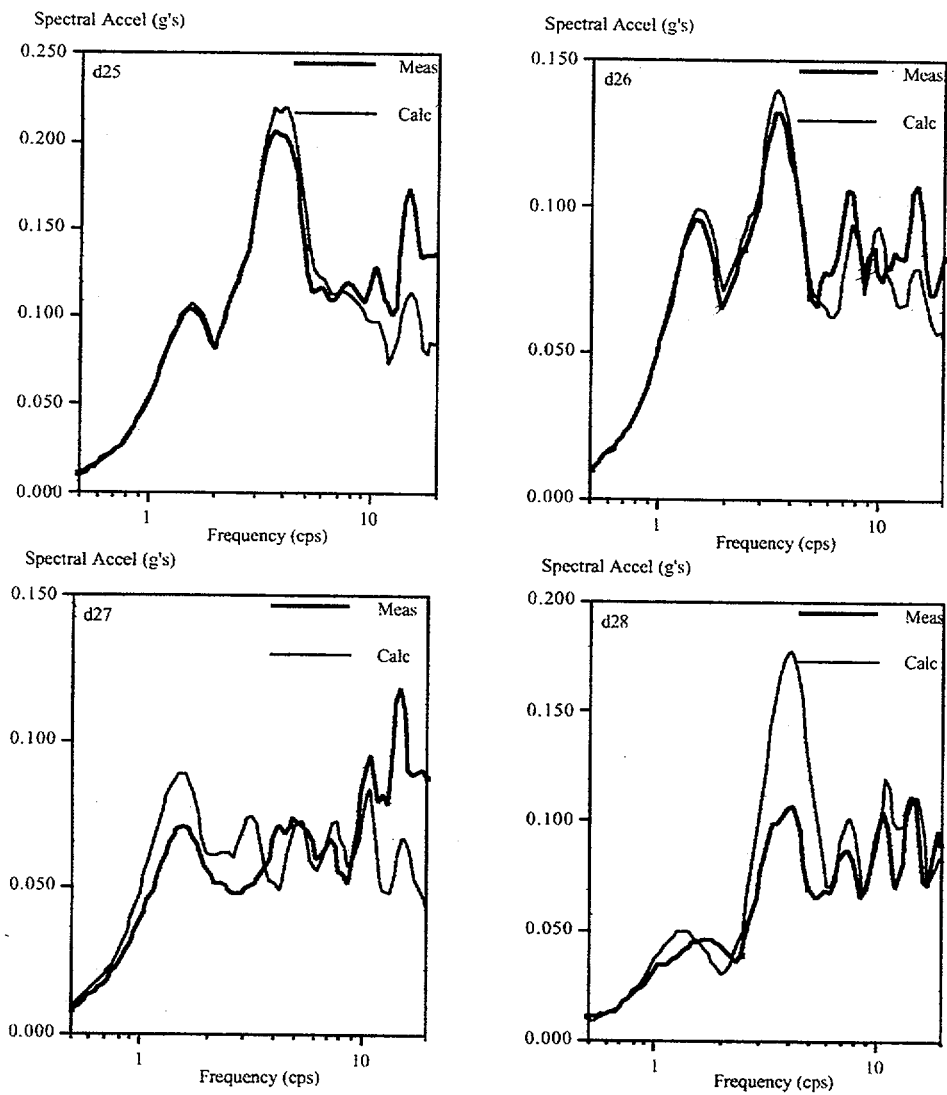 Spectral Accel (g's)
0.250
d25
Meas
Calc
0.200
0.150
0.100
0.050
0.000
1
10
Frequency (cps)
Spectral Accel (g's)
0.150
d26
Meas
Calc
0.100
0.050
0.000
1
10
Frequency (cps)
Spectral Accel (g's)
0.150
d27
Meas
Calc
0.100
0.050
0.000
1
10
Frequency (cps)
Spectral Accel (g's)
0.200
d28
Meas
Calc
0.150
0.100
0.050
0.000
1
10
Frequency (cps)